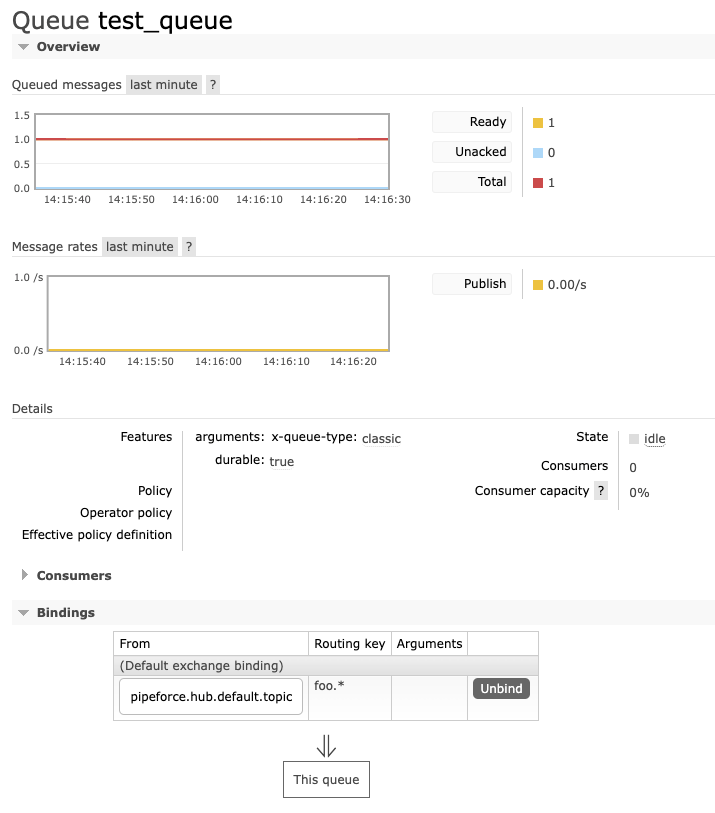 Queue test_queue
Overview
Queued messages last minute ?
1.5
1.0
0.5
0.0
14:15:40 14:15:50 14:16:00 14:16:10 14:16:20 14:16:30
Ready 1
Unacked 0
Total 1
Message rates last minute ?
1.0 /s
0.0 /s
14:15:40 14:15:50 14:16:00 14:16:10 14:16:20
Publish 0.00/s
Details
Features arguments: x-queue-type: classic
durable: true
Policy
Operator policy
Effective policy definition
State idle
Consumers 0
Consumer capacity ? 0%
Consumers
Bindings
From Routing key Arguments
(Default exchange binding)
pipeforce.hub.default.topic foo.* Unbind
⇓
This queue